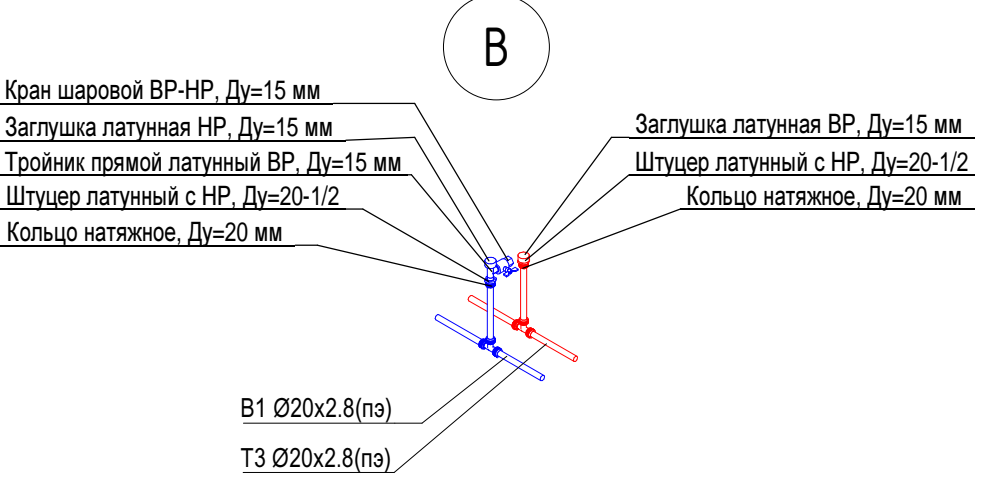 В
Кран шаровой ВР-НР, Ду=15 мм
Заглушка латунная НР, Ду=15 мм
Тройник прямой латунный ВР, Ду=15 мм
Штуцер латунный с НР, Ду=20-1/2
Кольцо натяжное, Ду=20 мм
Заглушка латунная ВР, Ду=15 мм
Штуцер латунный с НР, Ду=20-1/2
Кольцо натяжное, Ду=20 мм
В1 Ø20x2.8(пэ)
Т3 Ø20x2.8(пэ)